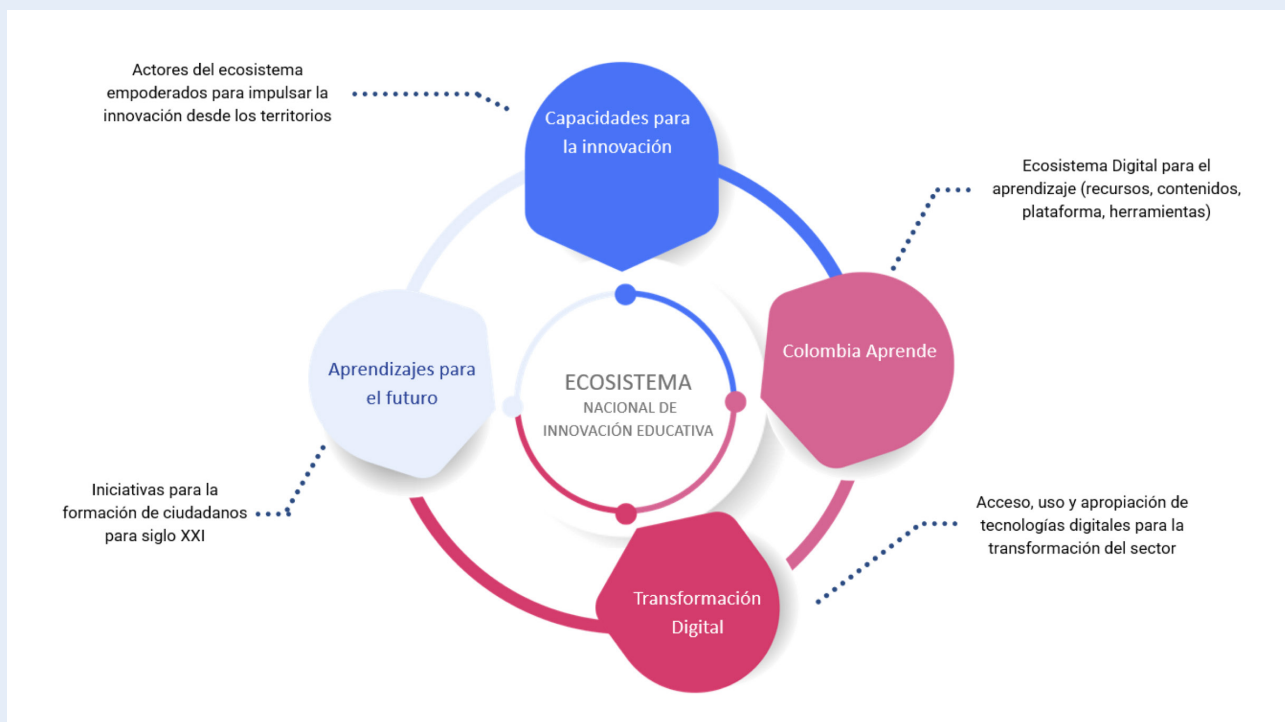 Actores del ecosistema
empoderados para impulsar la
innovación desde los territorios
Capacidades para
la innovación
Ecosistema Digital para el
aprendizaje (recursos, contenidos,
plataforma, herramientas)
Colombia Aprende
Aprendizajes para
el futuro
ECOSISTEMA
NACIONAL DE
INNOVACIÓN EDUCATIVA
Iniciativas para la
formación de ciudadanos
para siglo XXI
Acceso, uso y apropiación de
tecnologías digitales para la
transformación del sector
Transformación
Digital